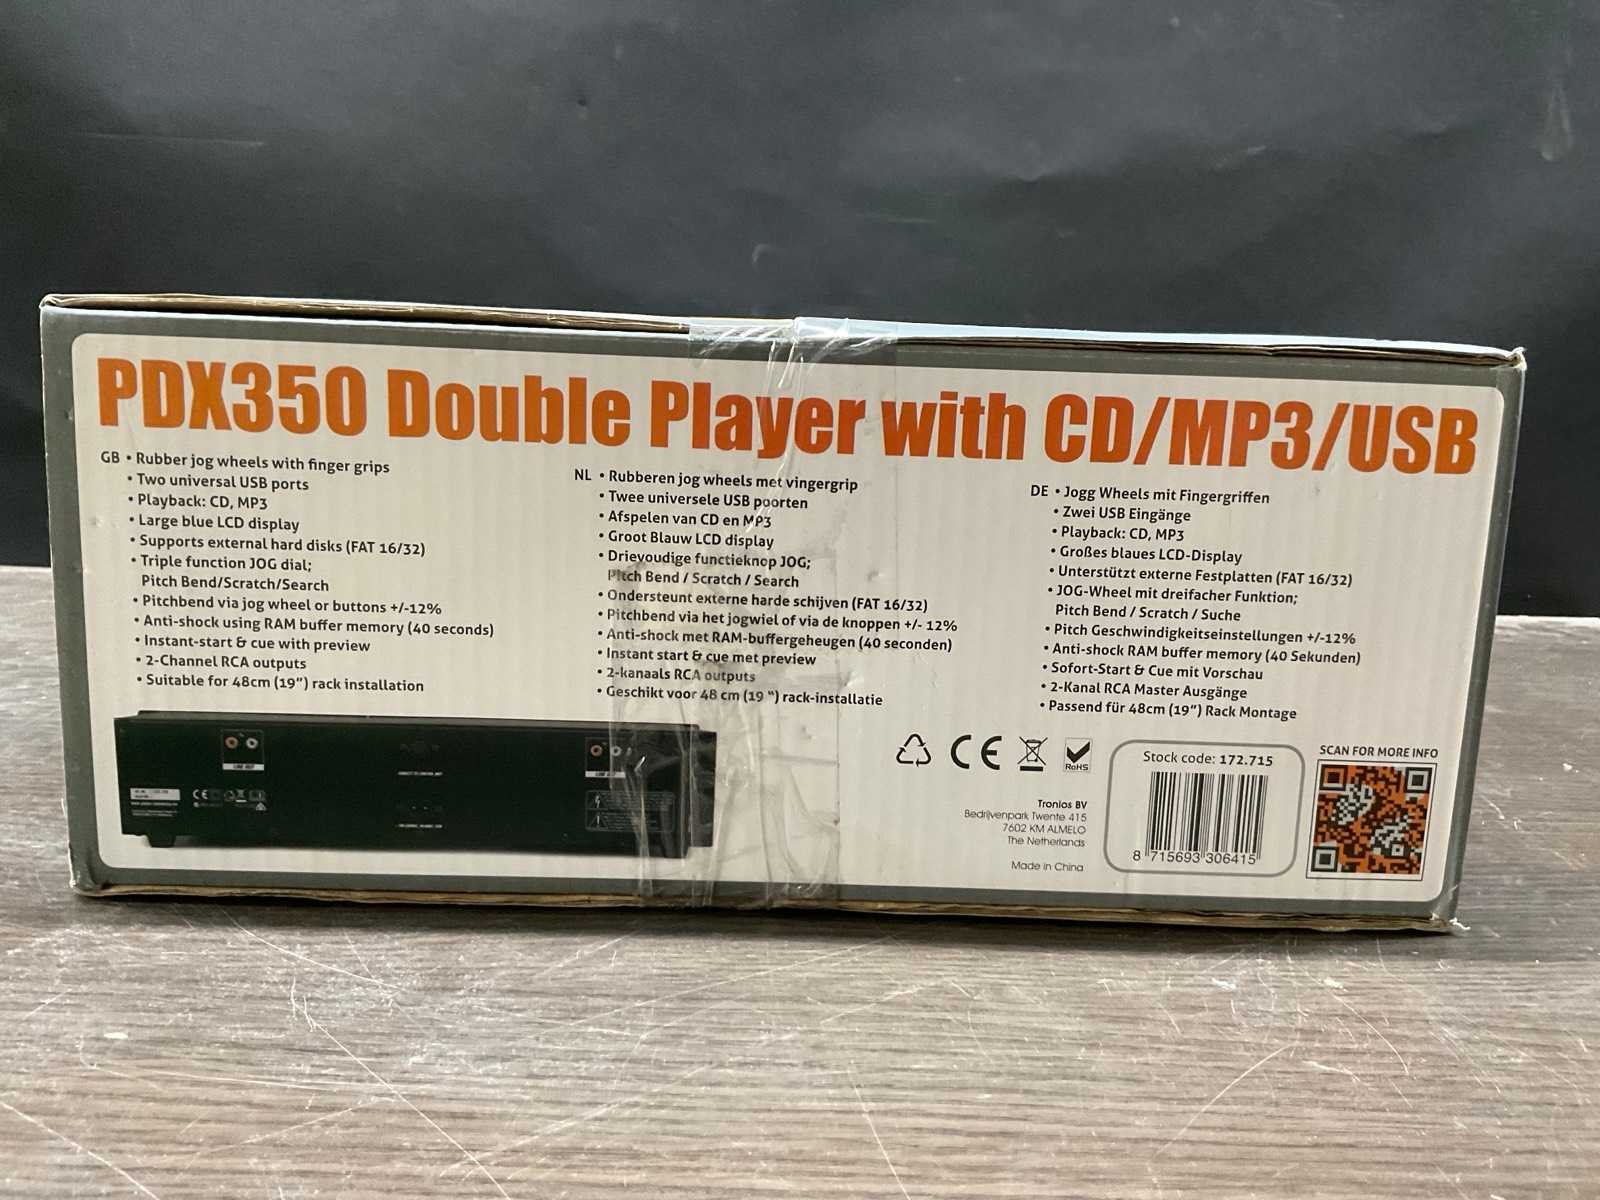 PDX350 Double Player with CD/MP3/USB
GB • Rubber jog wheels with finger grips
• Two universal USB ports
• Playback: CD, MP3
• Large blue LCD display
• Supports external hard disks (FAT 16/32)
• Triple function JOG dial;
Pitch Bend/Scratch/Search
• Pitchbend via jog wheel or buttons +/-12%
• Anti-shock using RAM buffer memory (40 seconds)
• Instant-start & cue with preview
• 2-Channel RCA outputs
• Suitable for 48cm (19") rack installation
NL • Rubberen jog wheels met vingergrip
• Twee universele USB poorten
• Afspelen van CD en MP3
• Groot Blauw LCD display
• Drievoudige functieknop JOG;
Pitch Bend / Scratch / Search
• Ondersteunt externe harde schijven (FAT 16/32)
• Pitchbend via het jogwiel of via de knoppen +/- 12%
• Anti-shock met RAM-buffergeheugen (40 seconden)
• Instant start & cue met preview
• 2-kanaals RCA outputs
• Geschikt voor 48 cm (19 ") rack-installatie
DE • Jogg Wheels mit Fingergriffen
• Zwei USB Eingänge
• Playback: CD, MP3
• Großes blaues LCD-Display
• Unterstützt externe Festplatten (FAT 16/32)
• JOG-Wheel mit dreifacher Funktion;
Pitch Bend / Scratch / Suche
• Pitch Geschwindigkeitseinstellungen +/-12%
• Anti-shock RAM buffer memory (40 Sekunden)
• Sofort-Start & Cue mit Vorschau
• 2-Kanal RCA Master Ausgänge
• Passend für 48cm (19") Rack Montage
LINE OUT
LINE OUT
CE
RoHS
Tronios BV
Bedrijvenpark Twente 415
7602 KM ALMELO
The Netherlands
Made in China
Stock code: 172.715
8 715693 306415
SCAN FOR MORE INFO